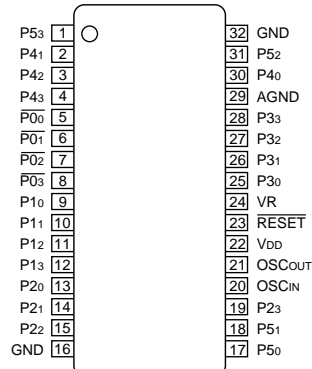 P5₃ 1 32 GND
P4₁ 2 31 P5₂
P4₂ 3 30 P4₀
P4₃ 4 29 AGND
P0₀ 5 28 P3₃
P0₁ 6 27 P3₂
P0₂ 7 26 P3₁
P0₃ 8 25 P3₀
P1₀ 9 24 VR
P1₁ 10 23 RESET
P1₂ 11 22 VDD
P1₃ 12 21 OSCOUT
P2₀ 13 20 OSCIN
P2₁ 14 19 P2₃
P2₂ 15 18 P5₁
GND 16 17 P5₀